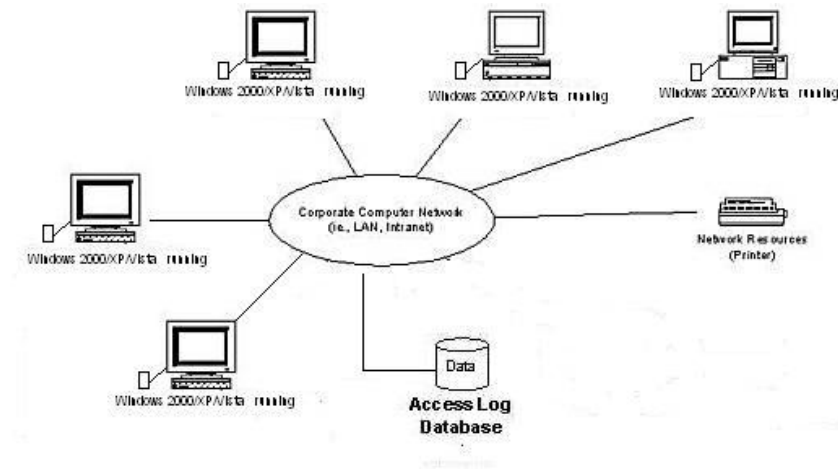 Windows 2000/XP/Vista running
Windows 2000/XP/Vista running
Windows 2000/XP/Vista running
Corporate Computer Network
(ie., LAN, Intranet)
Network Resources
(Printer)
Windows 2000/XP/Vista running
Windows 2000/XP/Vista running
Data
Access Log
Database